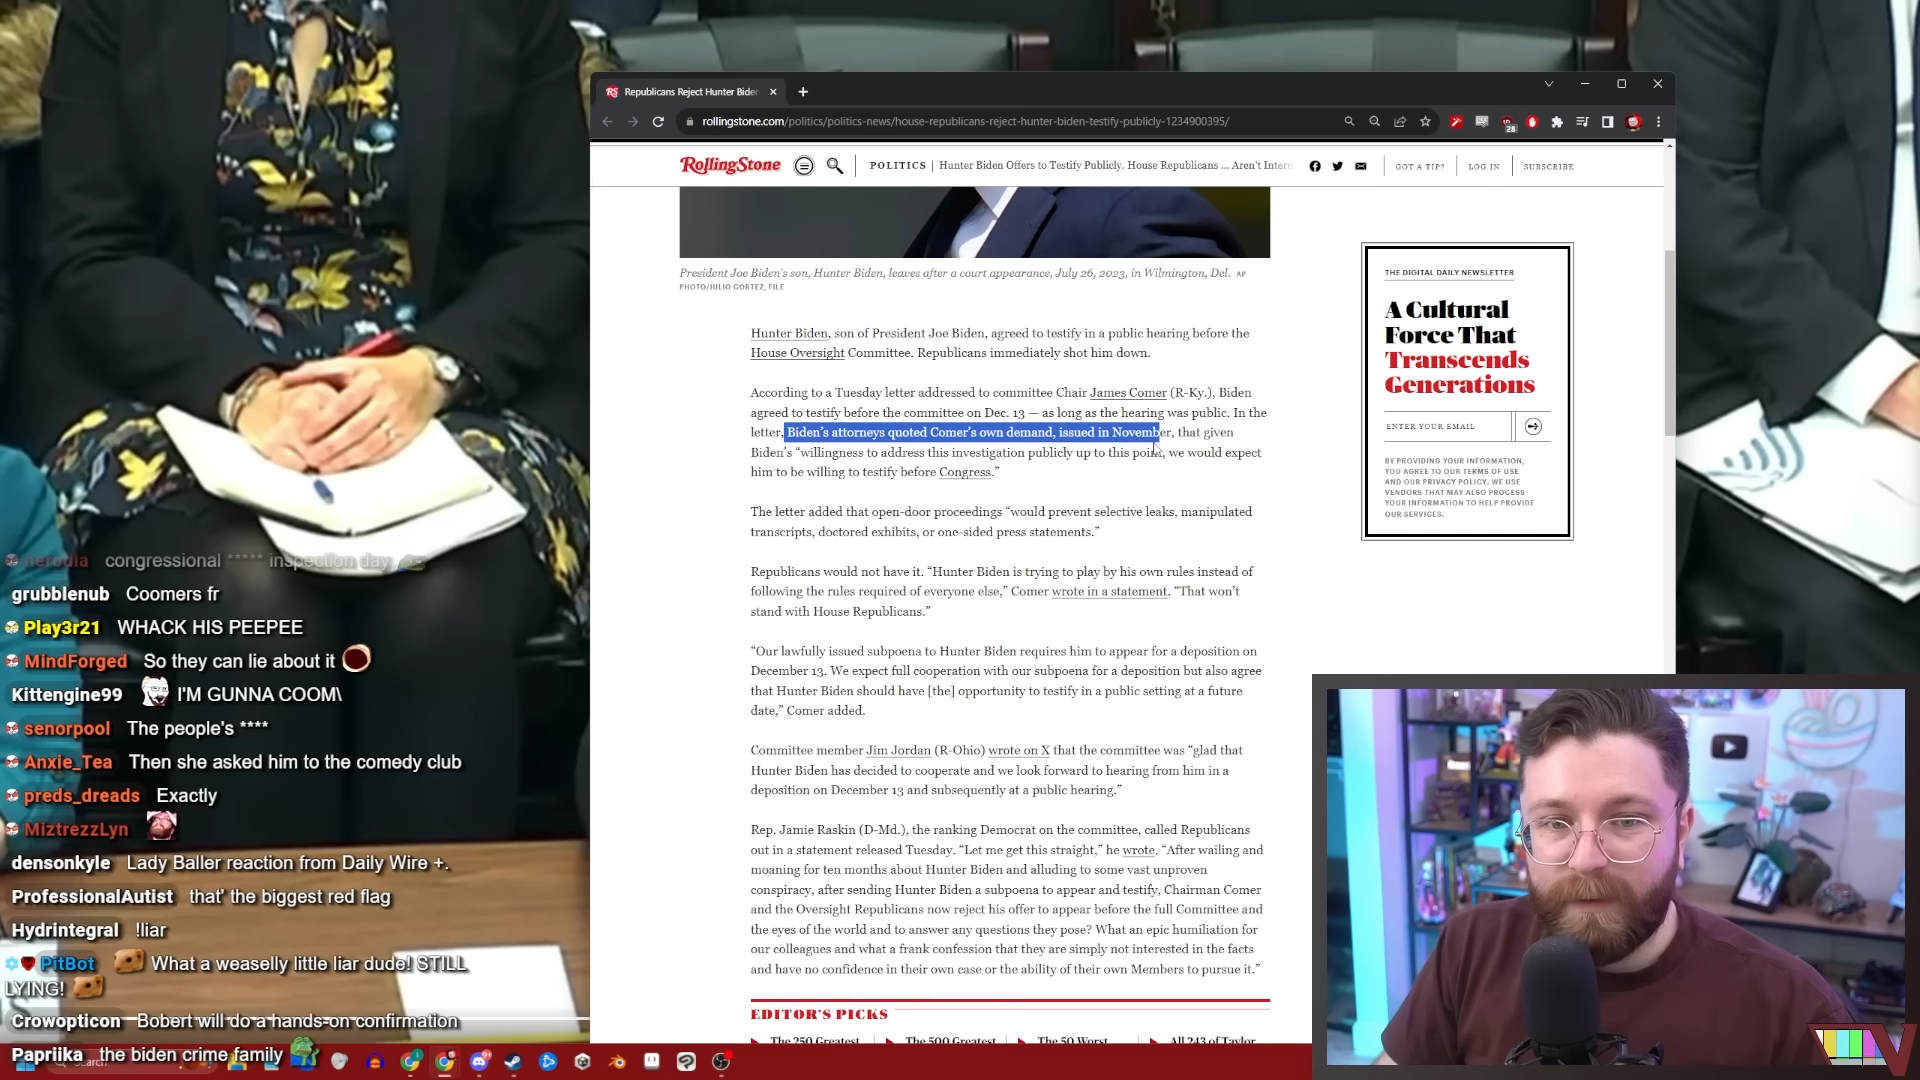 Republicans Reject Hunter Biden
rollingstone.com/politics/politics-news/house-republicans-reject-hunter-biden-testify-publicly-1234900395/
28
RollingStone
POLITICS | Hunter Biden Offers to Testify Publicly. House Republicans ... Aren't Intere
GOT A TIP?
LOG IN
SUBSCRIBE
President Joe Biden's son, Hunter Biden, leaves after a court appearance, July 26, 2023, in Wilmington, Del. AP
PHOTO/JULIO CORTEZ, FILE
Hunter Biden, son of President Joe Biden, agreed to testify in a public hearing before the
House Oversight Committee. Republicans immediately shot him down.
According to a Tuesday letter addressed to committee Chair James Comer (R-Ky.), Biden
agreed to testify before the committee on Dec. 13 — as long as the hearing was public. In the
letter, Biden's attorneys quoted Comer's own demand, issued in November, that given
Biden's “willingness to address this investigation publicly up to this point, we would expect
him to be willing to testify before Congress.”
The letter added that open-door proceedings “would prevent selective leaks, manipulated
transcripts, doctored exhibits, or one-sided press statements.”
Republicans would not have it. “Hunter Biden is trying to play by his own rules instead of
following the rules required of everyone else,” Comer wrote in a statement. “That won't
stand with House Republicans.”
“Our lawfully issued subpoena to Hunter Biden requires him to appear for a deposition on
December 13. We expect full cooperation with our subpoena for a deposition but also agree
that Hunter Biden should have [the] opportunity to testify in a public setting at a future
date,” Comer added.
Committee member Jim Jordan (R-Ohio) wrote on X that the committee was “glad that
Hunter Biden has decided to cooperate and we look forward to hearing from him in a
deposition on December 13 and subsequently at a public hearing.”
Rep. Jamie Raskin (D-Md.), the ranking Democrat on the committee, called Republicans
out in a statement released Tuesday. “Let me get this straight,” he wrote. “After wailing and
moaning for ten months about Hunter Biden and alluding to some vast unproven
conspiracy, after sending Hunter Biden a subpoena to appear and testify, Chairman Comer
and the Oversight Republicans now reject his offer to appear before the full Committee and
the eyes of the world and to answer any questions they pose? What an epic humiliation for
our colleagues and what a frank confession that they are simply not interested in the facts
and have no confidence in their own case or the ability of their own Members to pursue it.”
EDITOR'S PICKS
The 250 Greatest
The 500 Greatest
The 50 Worst
All 243 of Taylor
THE DIGITAL DAILY NEWSLETTER
A Cultural
Force That
Transcends
Generations
ENTER YOUR EMAIL
BY PROVIDING YOUR INFORMATION,
YOU AGREE TO OUR TERMS OF USE
AND OUR PRIVACY POLICY. WE USE
VENDORS THAT MAY ALSO PROCESS
YOUR INFORMATION TO HELP PROVIDE
OUR SERVICES.
nerodia congressional ***** inspection day
grubblenub Coomers fr
Play3r21 WHACK HIS PEEPEE
MindForged So they can lie about it
Kittengine99 I'M GUNNA COOM\
senorpool The people's ****
Anxie_Tea Then she asked him to the comedy club
preds_dreads Exactly
MiztrezzLyn
densonkyle Lady Baller reaction from Daily Wire +.
ProfessionalAutist that' the biggest red flag
Hydrintegral !liar
PitBot What a weaselly little liar dude! STILL
LYING!
Crowopticon Bobert will do a hands-on confirmation
Papriika the biden crime family
Search